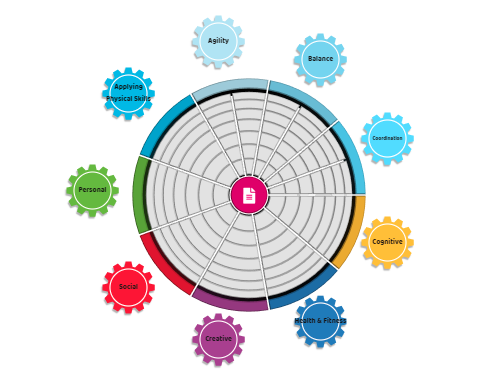 Agility
Balance
Applying
Physical Skills
Coordination
Personal
Cognitive
Social
Health & Fitness
Creative